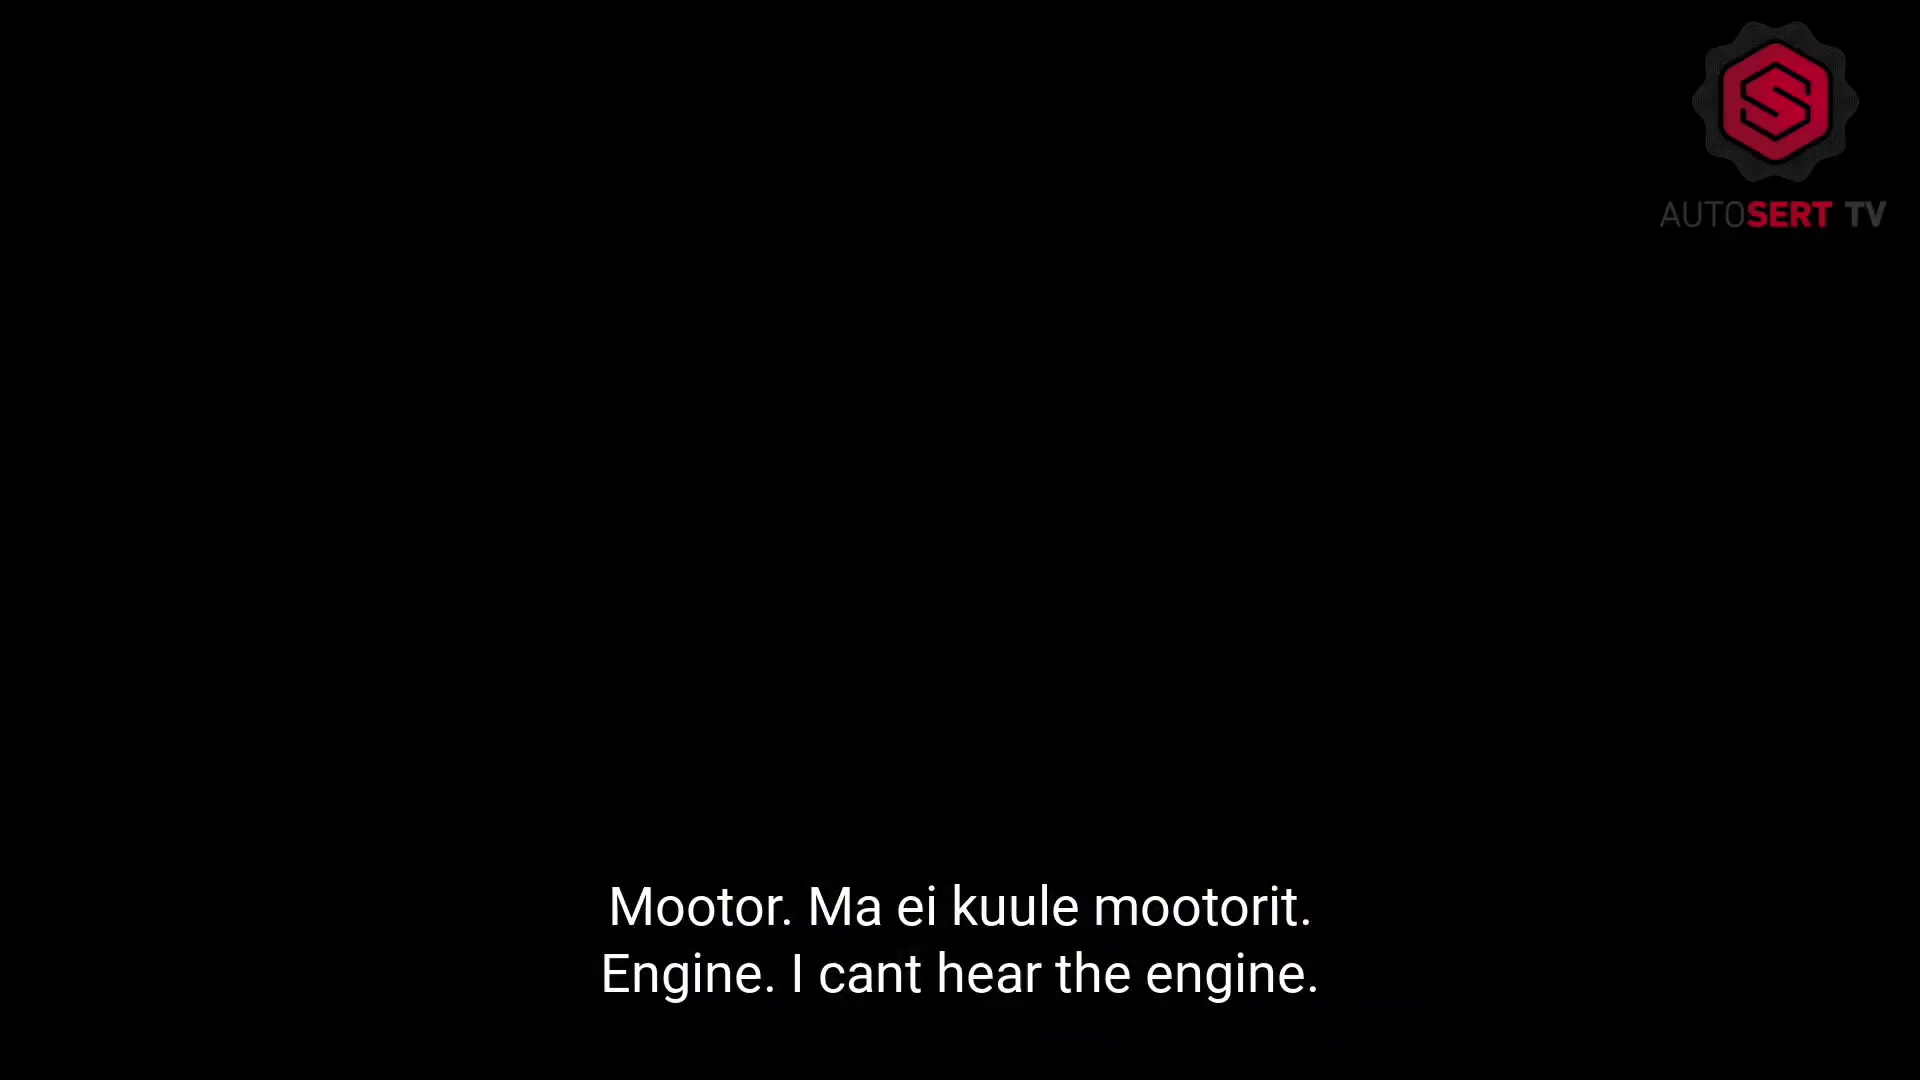 AUTOSERT TV
Mootor. Ma ei kuule mootorit.
Engine. I cant hear the engine.